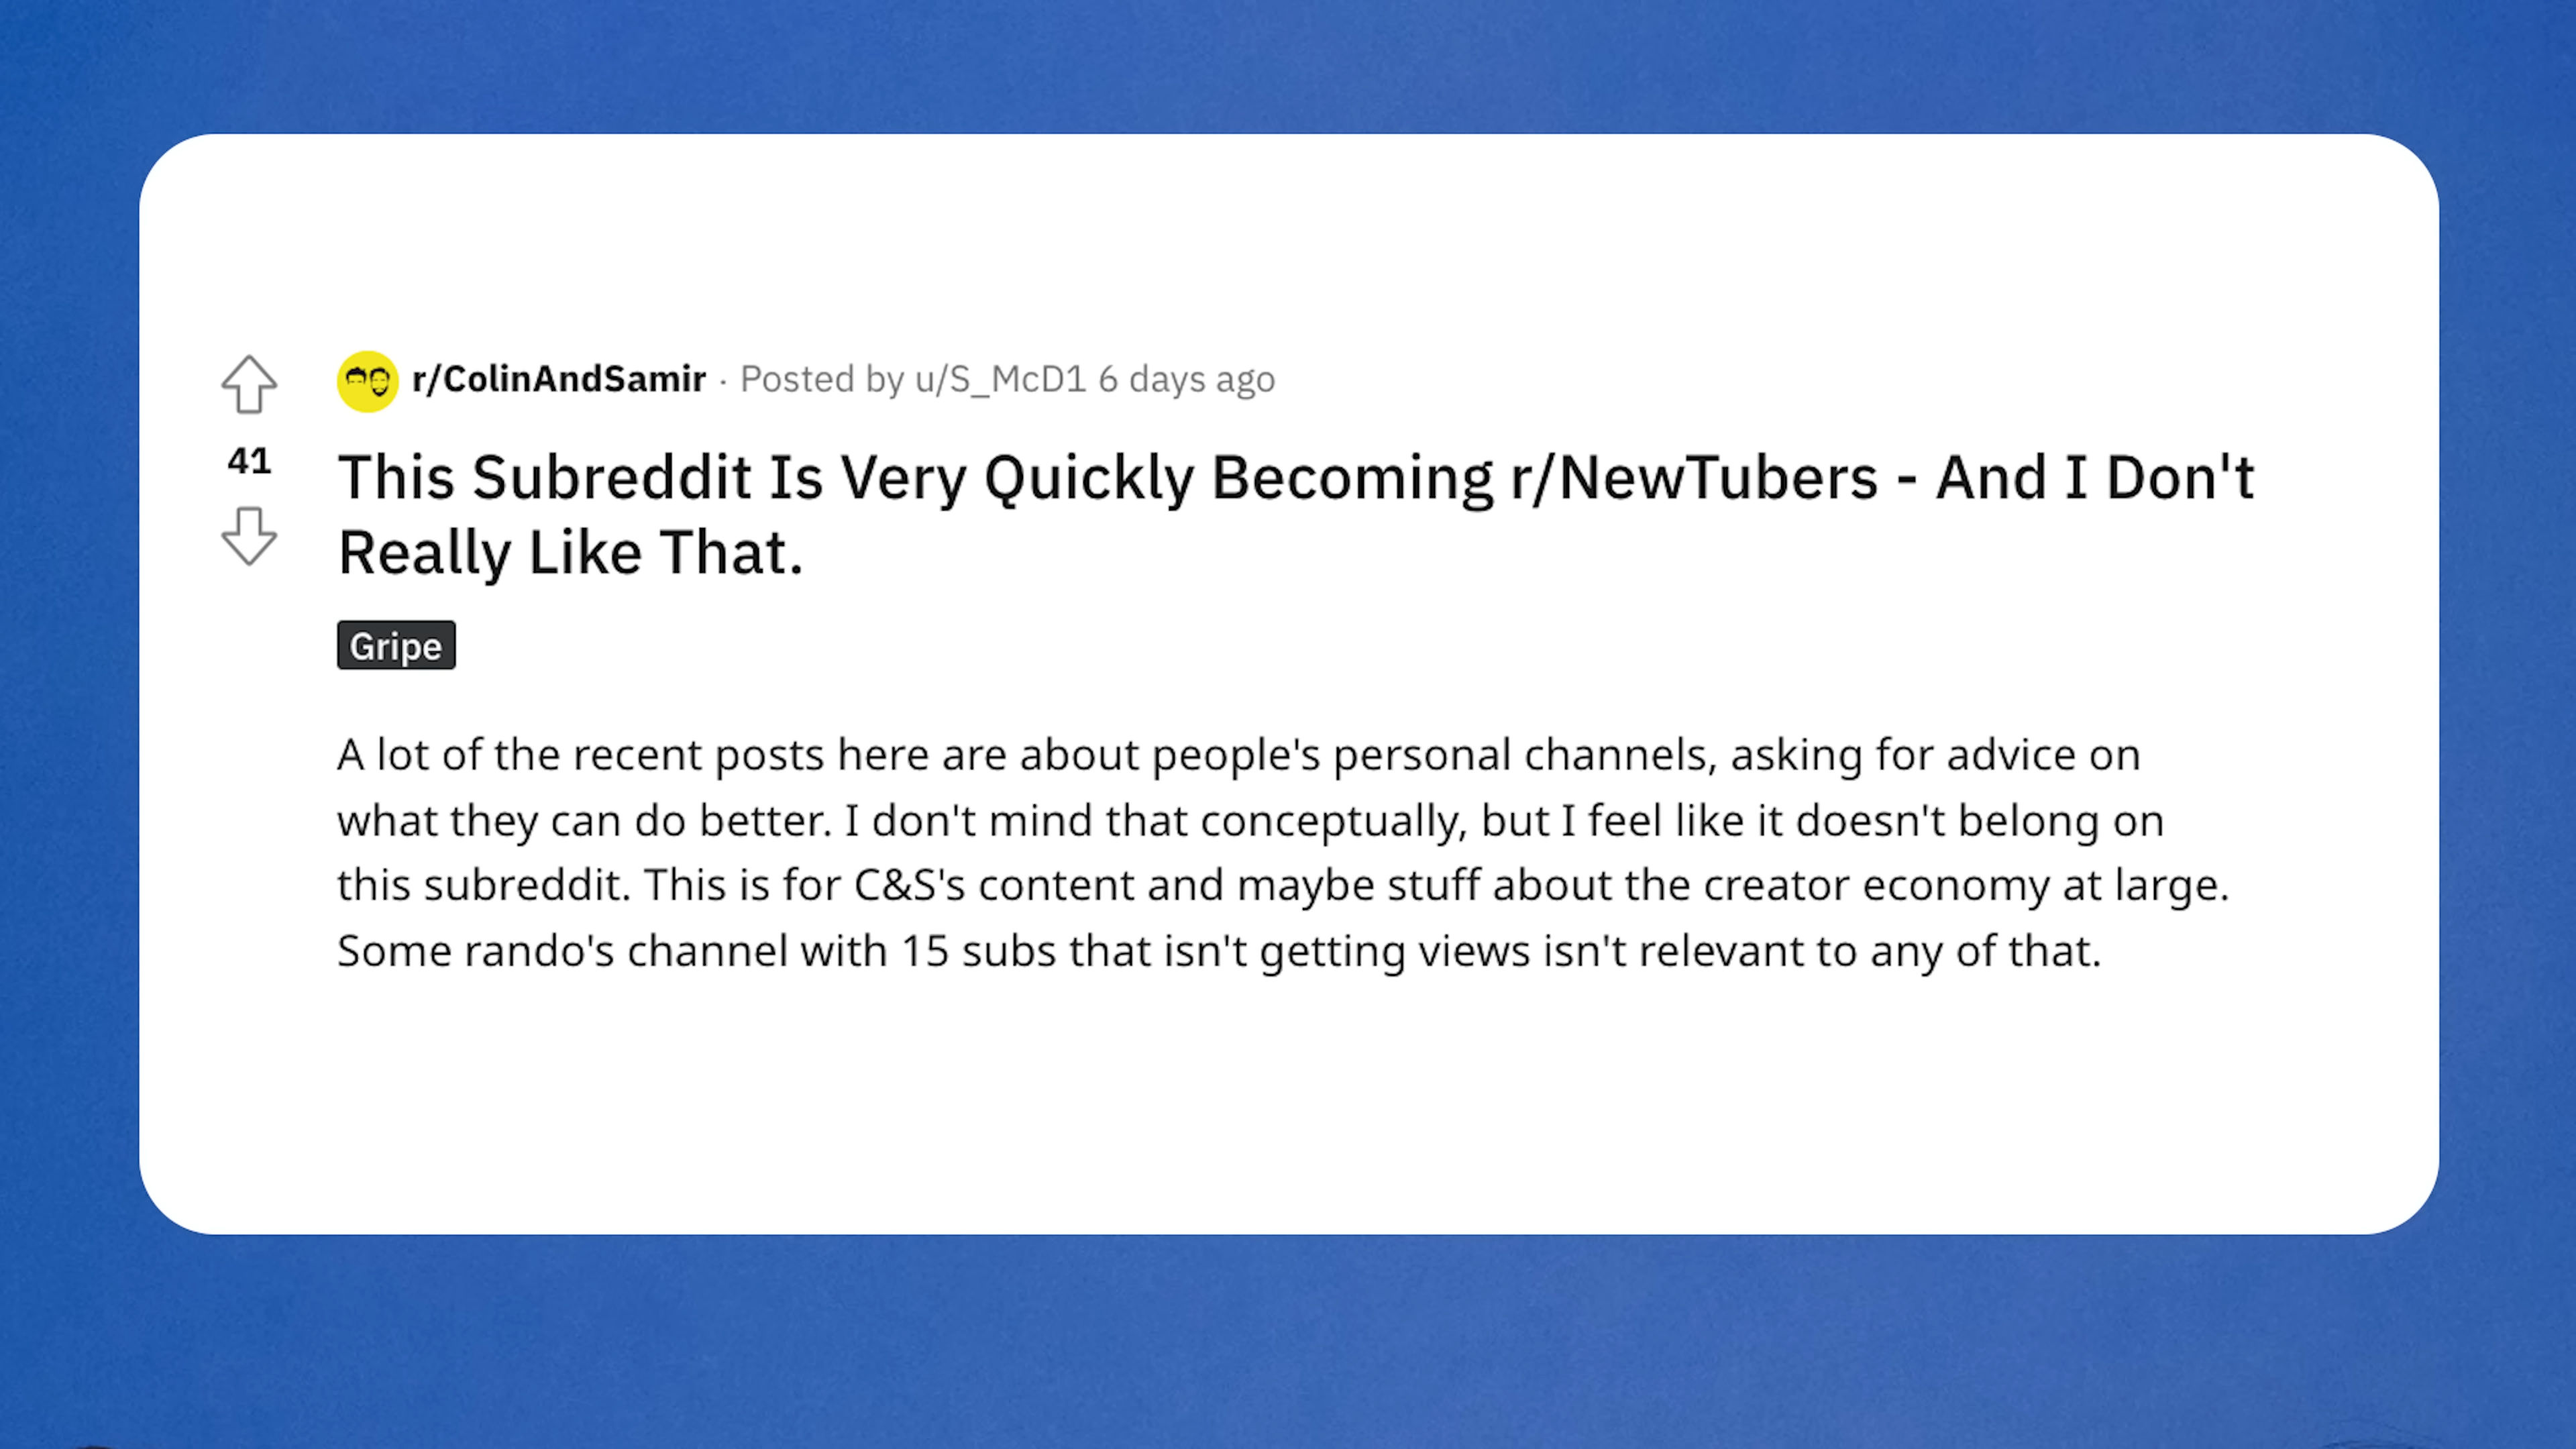 r/ColinAndSamir · Posted by u/S_McD1 6 days ago
41
This Subreddit Is Very Quickly Becoming r/NewTubers - And I Don't
Really Like That.
Gripe
A lot of the recent posts here are about people's personal channels, asking for advice on
what they can do better. I don't mind that conceptually, but I feel like it doesn't belong on
this subreddit. This is for C&S's content and maybe stuff about the creator economy at large.
Some rando's channel with 15 subs that isn't getting views isn't relevant to any of that.